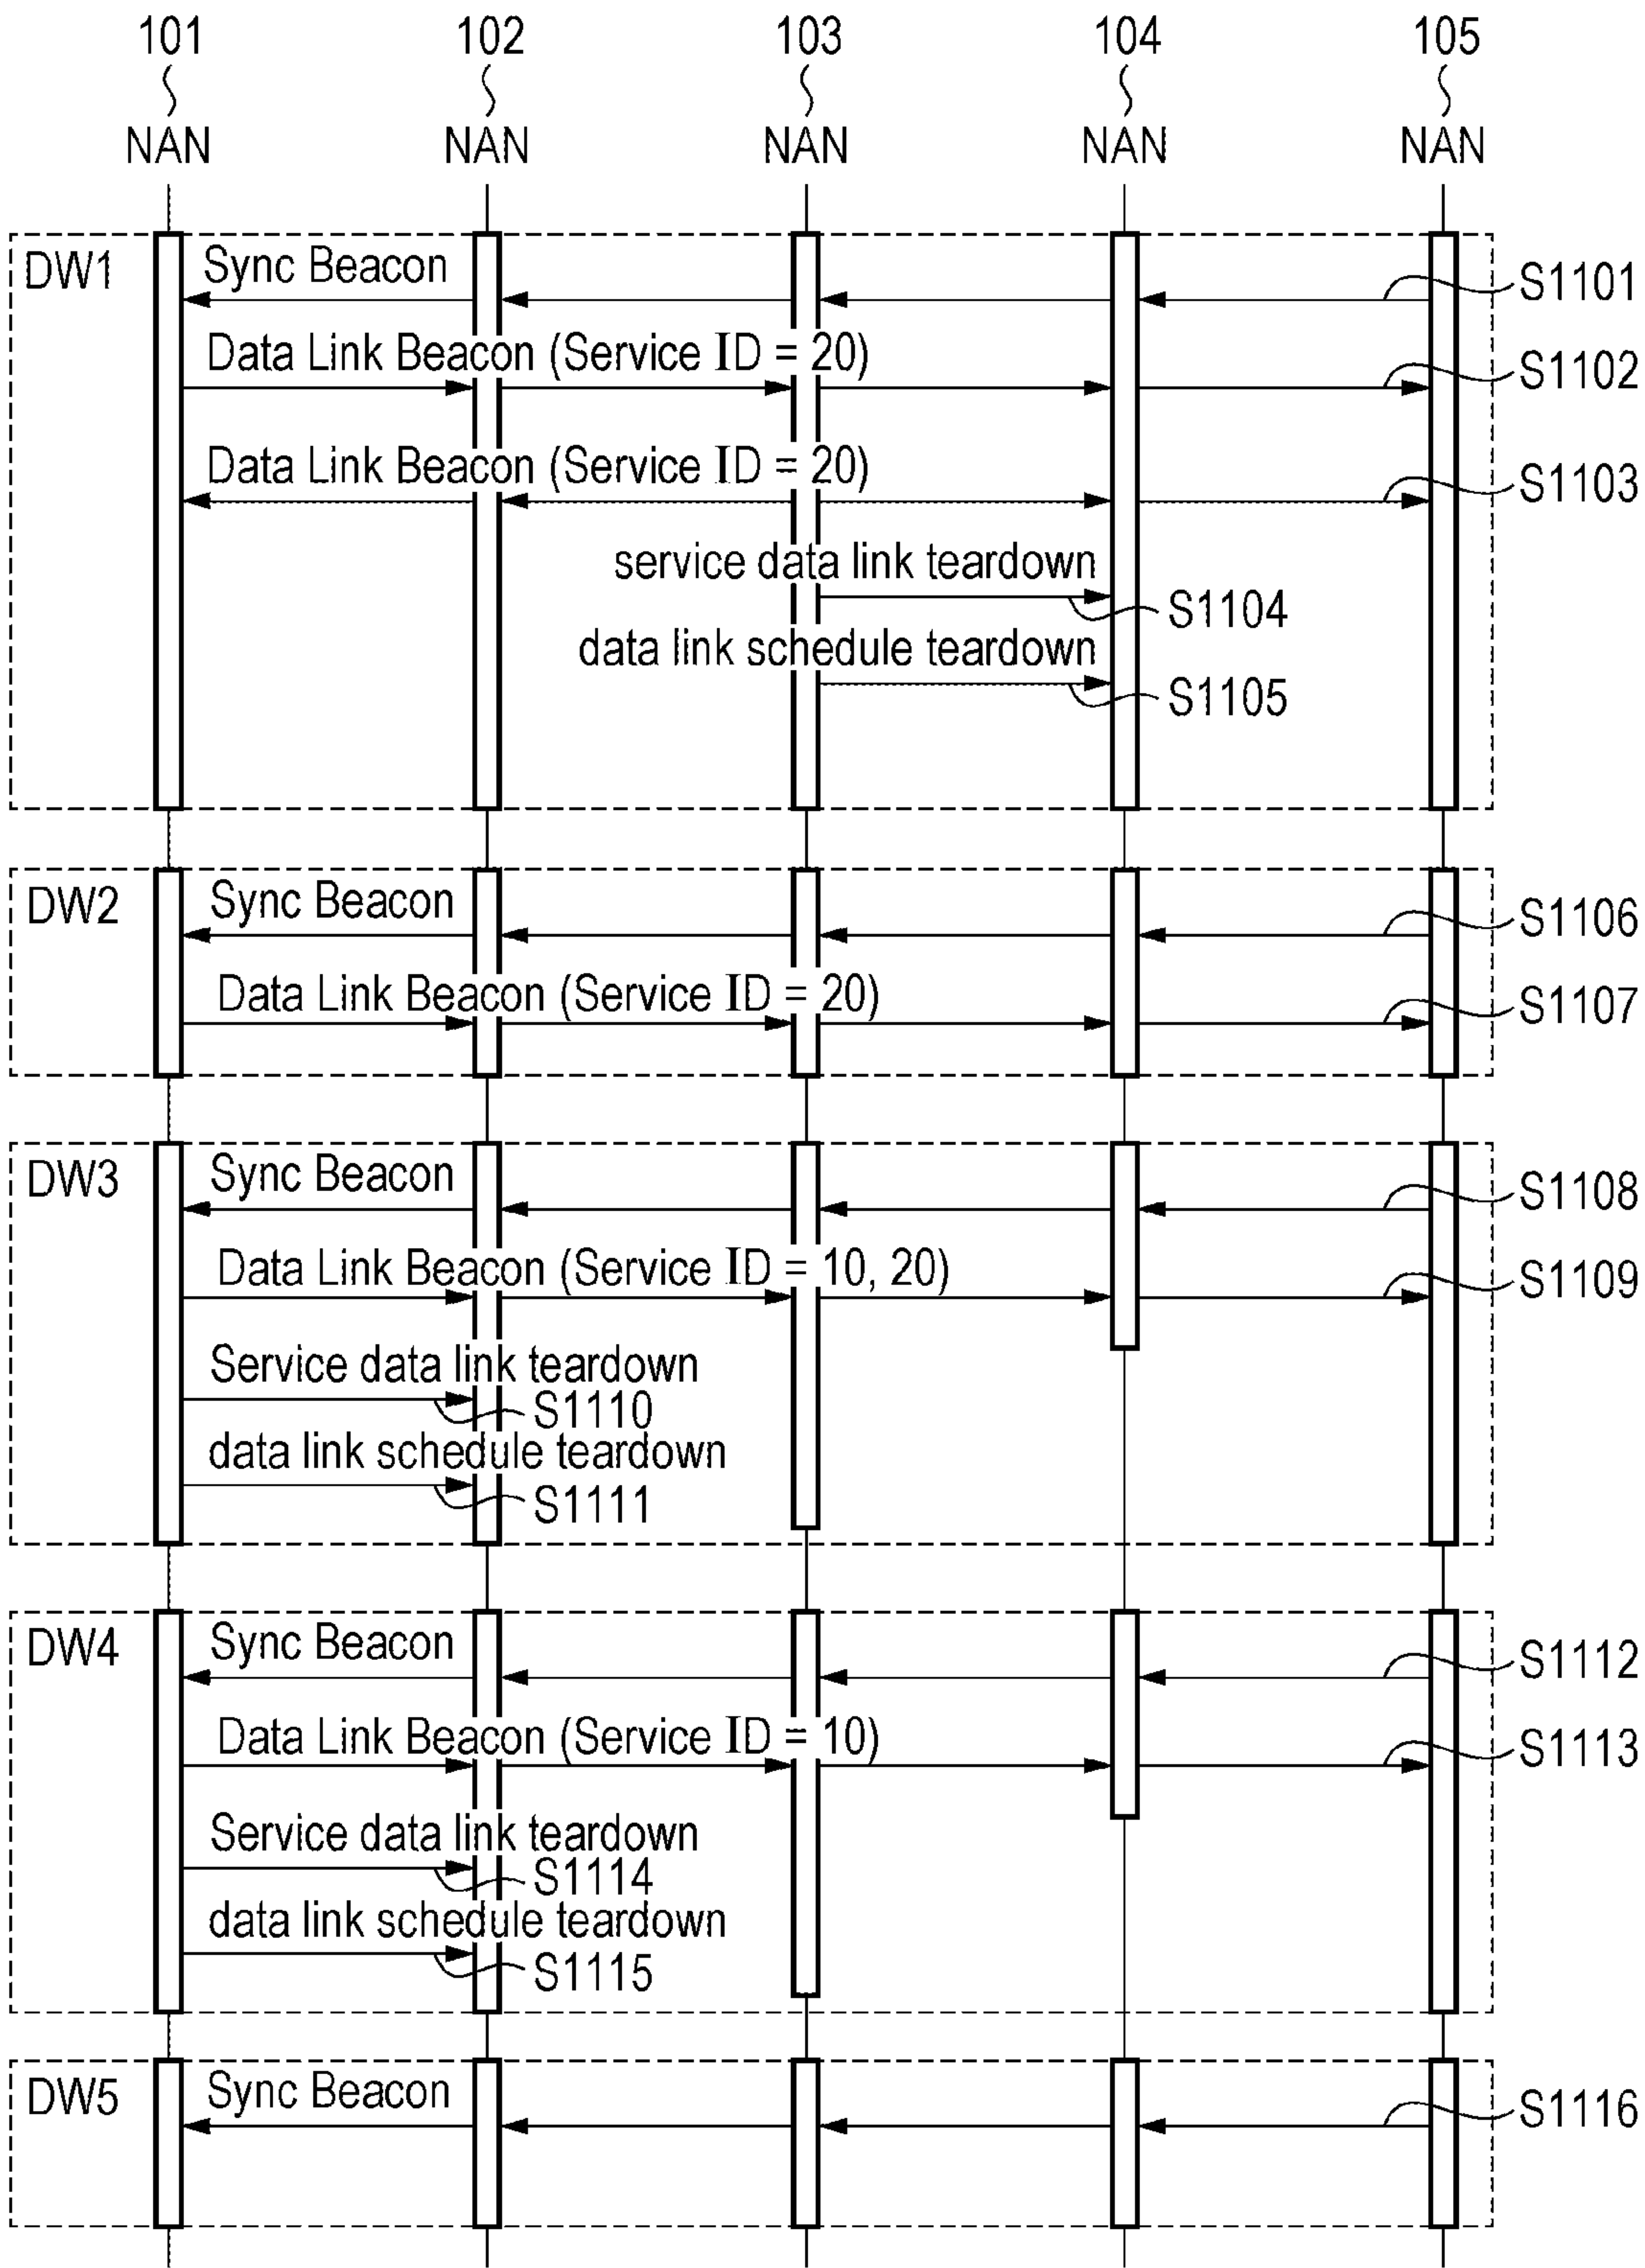 101 102 103 104 105
NAN NAN NAN NAN NAN
DW1
Sync Beacon
S1101
Data Link Beacon (Service ID = 20)
S1102
Data Link Beacon (Service ID = 20)
S1103
service data link teardown
S1104
data link schedule teardown
S1105
DW2
Sync Beacon
S1106
Data Link Beacon (Service ID = 20)
S1107
DW3
Sync Beacon
S1108
Data Link Beacon (Service ID = 10, 20)
S1109
Service data link teardown
S1110
data link schedule teardown
S1111
DW4
Sync Beacon
S1112
Data Link Beacon (Service ID = 10)
S1113
Service data link teardown
S1114
data link schedule teardown
S1115
DW5
Sync Beacon
S1116